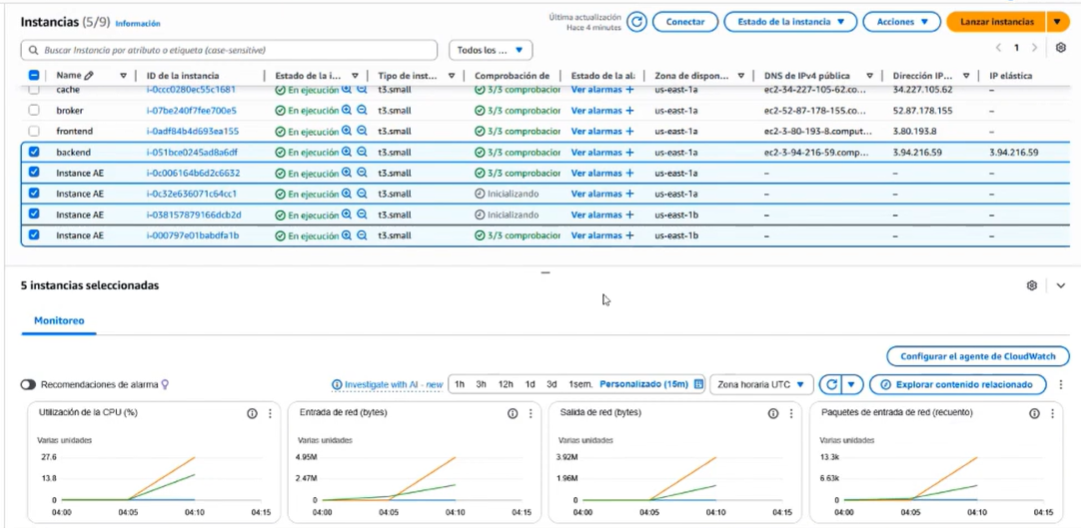 Instancias (5/9) Información
Última actualización
Hace 4 minutos
Conectar
Estado de la instancia
Acciones
Lanzar instancias
Buscar Instancia por atributo o etiqueta (case-sensitive)
Todos los ...
1
Name ID de la instancia Estado de la i... Tipo de inst... Comprobación de Estado de la al: Zona de dispon... DNS de IPv4 pública Dirección IP... IP elástica
cache i-0ccc0280ec55c1681 En ejecución t3.small 3/3 comprobacior Ver alarmas + us-east-1a ec2-34-227-105-62.co... 34.227.105.62 –
broker i-07be240f7fee700e5 En ejecución t3.small 3/3 comprobacior Ver alarmas + us-east-1a ec2-52-87-178-155.co... 52.87.178.155 –
frontend i-0adf84b4d693ea155 En ejecución t3.small 3/3 comprobacior Ver alarmas + us-east-1a ec2-3-80-193-8.comput... 3.80.193.8 –
backend i-051bce0245ad8a6df En ejecución t3.small 3/3 comprobacior Ver alarmas + us-east-1a ec2-3-94-216-59.comp... 3.94.216.59 3.94.216.59
Instance AE i-0c006164b6d2c6632 En ejecución t3.small 3/3 comprobacior Ver alarmas + us-east-1a – – –
Instance AE i-0c32e636071c64cc1 En ejecución t3.small Inicializando Ver alarmas + us-east-1a – – –
Instance AE i-038157879166dcb2d En ejecución t3.small Inicializando Ver alarmas + us-east-1b – – –
Instance AE i-000797e01babdfa1b En ejecución t3.small 3/3 comprobacior Ver alarmas + us-east-1b – – –
5 instancias seleccionadas
Monitoreo
Configurar el agente de CloudWatch
Recomendaciones de alarma
Investigate with AI - new
1h 3h 12h 1d 3d 1sem. Personalizado (15m)
Zona horaria UTC
Explorar contenido relacionado
Utilización de la CPU (%)
Varias unidades
27.6
13.8
0
04:00 04:05 04:10 04:15
Entrada de red (bytes)
Varias unidades
4.95M
2.47M
0
04:00 04:05 04:10 04:15
Salida de red (bytes)
Varias unidades
3.92M
1.96M
0
04:00 04:05 04:10 04:15
Paquetes de entrada de red (recuento)
Varias unidades
13.3k
6.63k
0
04:00 04:05 04:10 04:15